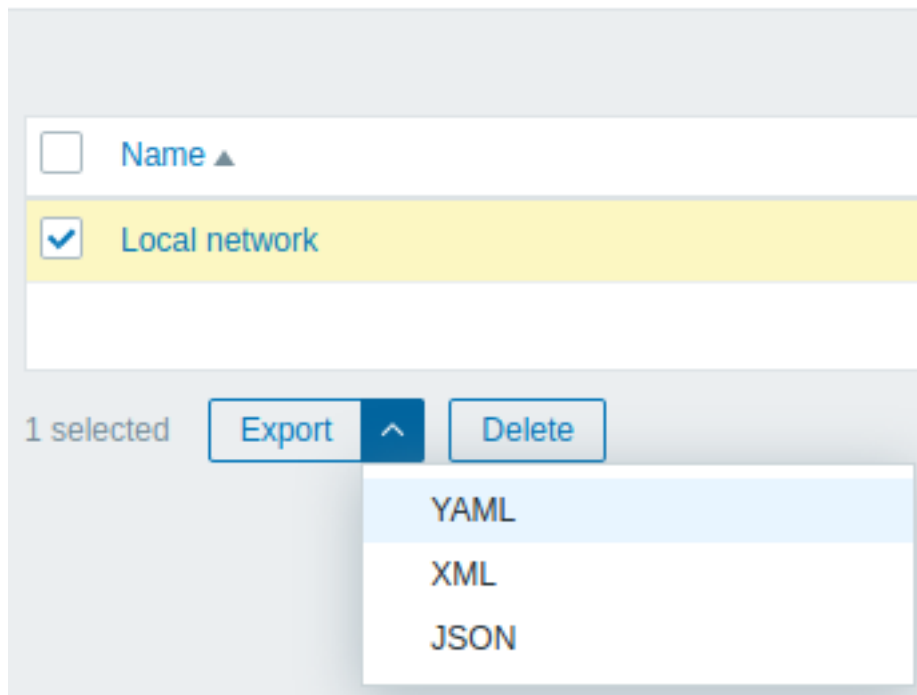 Name
Local network
1 selected Export Delete
YAML
XML
JSON